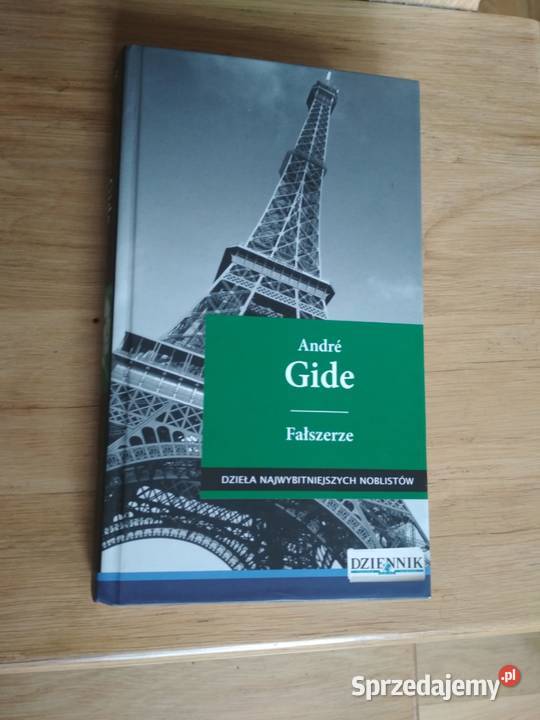 André
Gide
Fałszerze
DZIEŁA NAJWYBITNIEJSZYCH NOBLISTÓW
DZIENNIK
Sprzedajemy.pl